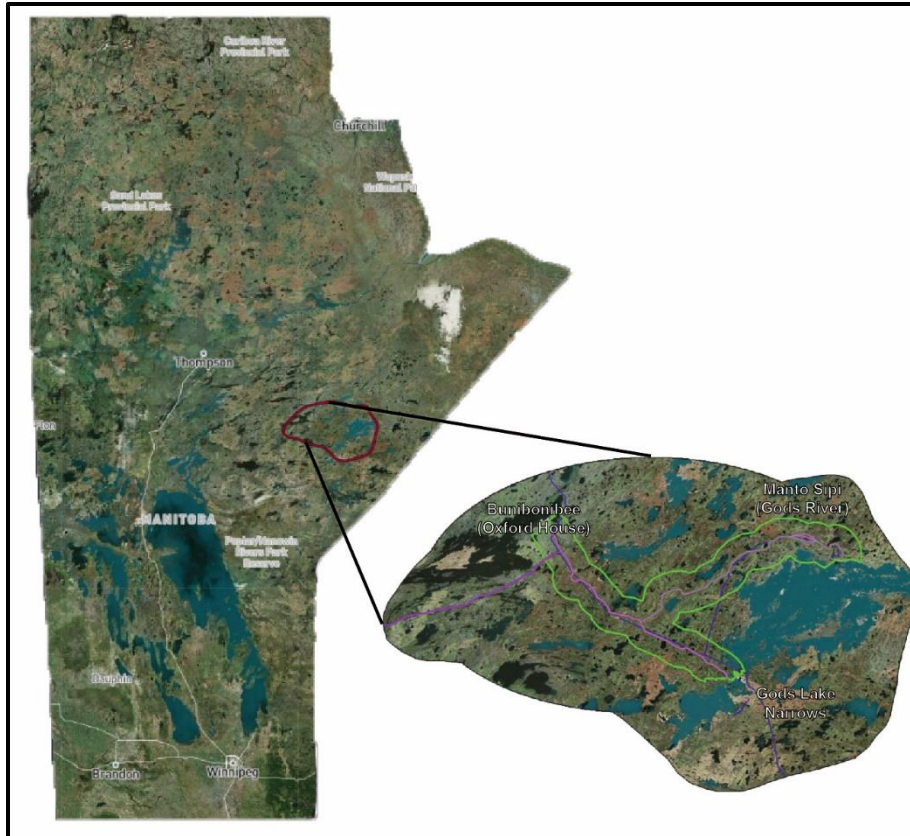 Caribou River
Provincial Park
Churchill
Wapusk
National Pa
Sand Lakes
Provincial Park
Thompson
MANITOBA
Poplar/Nanowin
Rivers Park
Reserve
Dauphin
Brandon
Winnipeg
Bunibonibee
(Oxford House)
Manto Sipi
(Gods River)
Gods Lake
Narrows